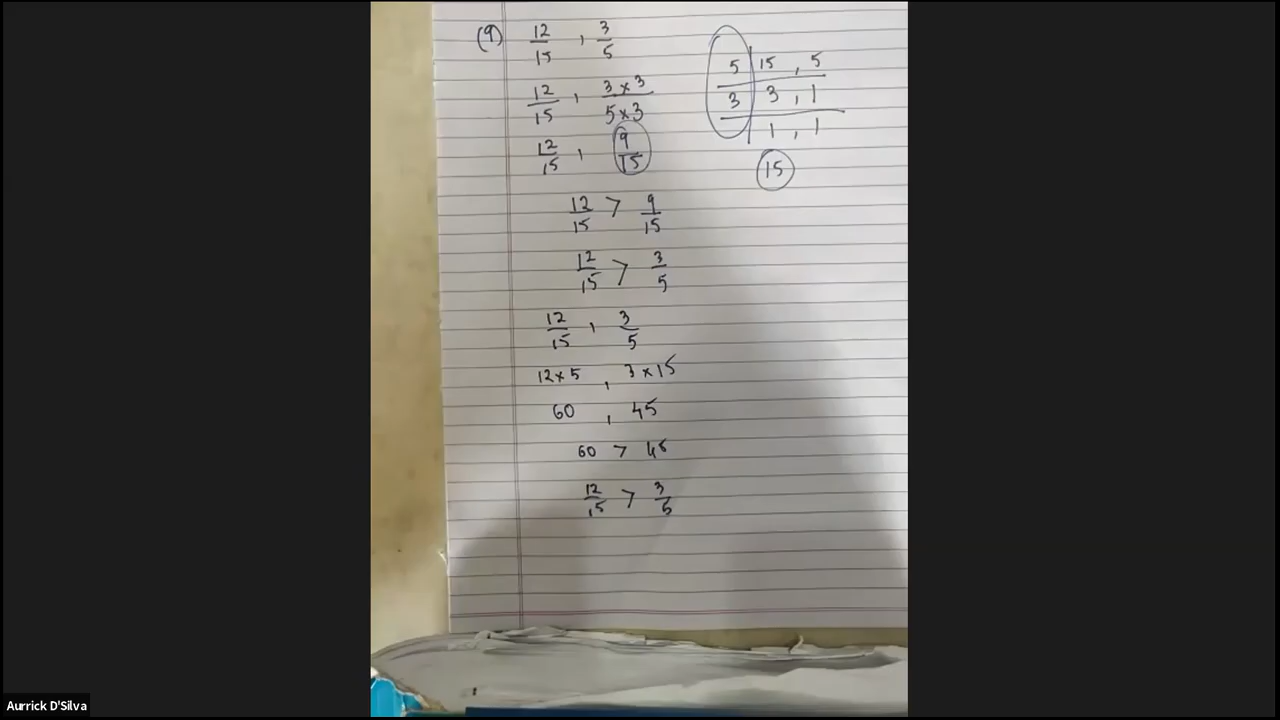 (9) 12/15 , 3/5
12/15 , 3×3/5×3
12/15 , 9/15
12/15 > 9/15
12/15 > 3/5
12/15 , 3/5
12×5 , 3×15
60 , 45
60 > 45
12/15 > 3/5
5 | 15 , 5
3 | 3 , 1
| 1 , 1
15
Aurrick D'Silva